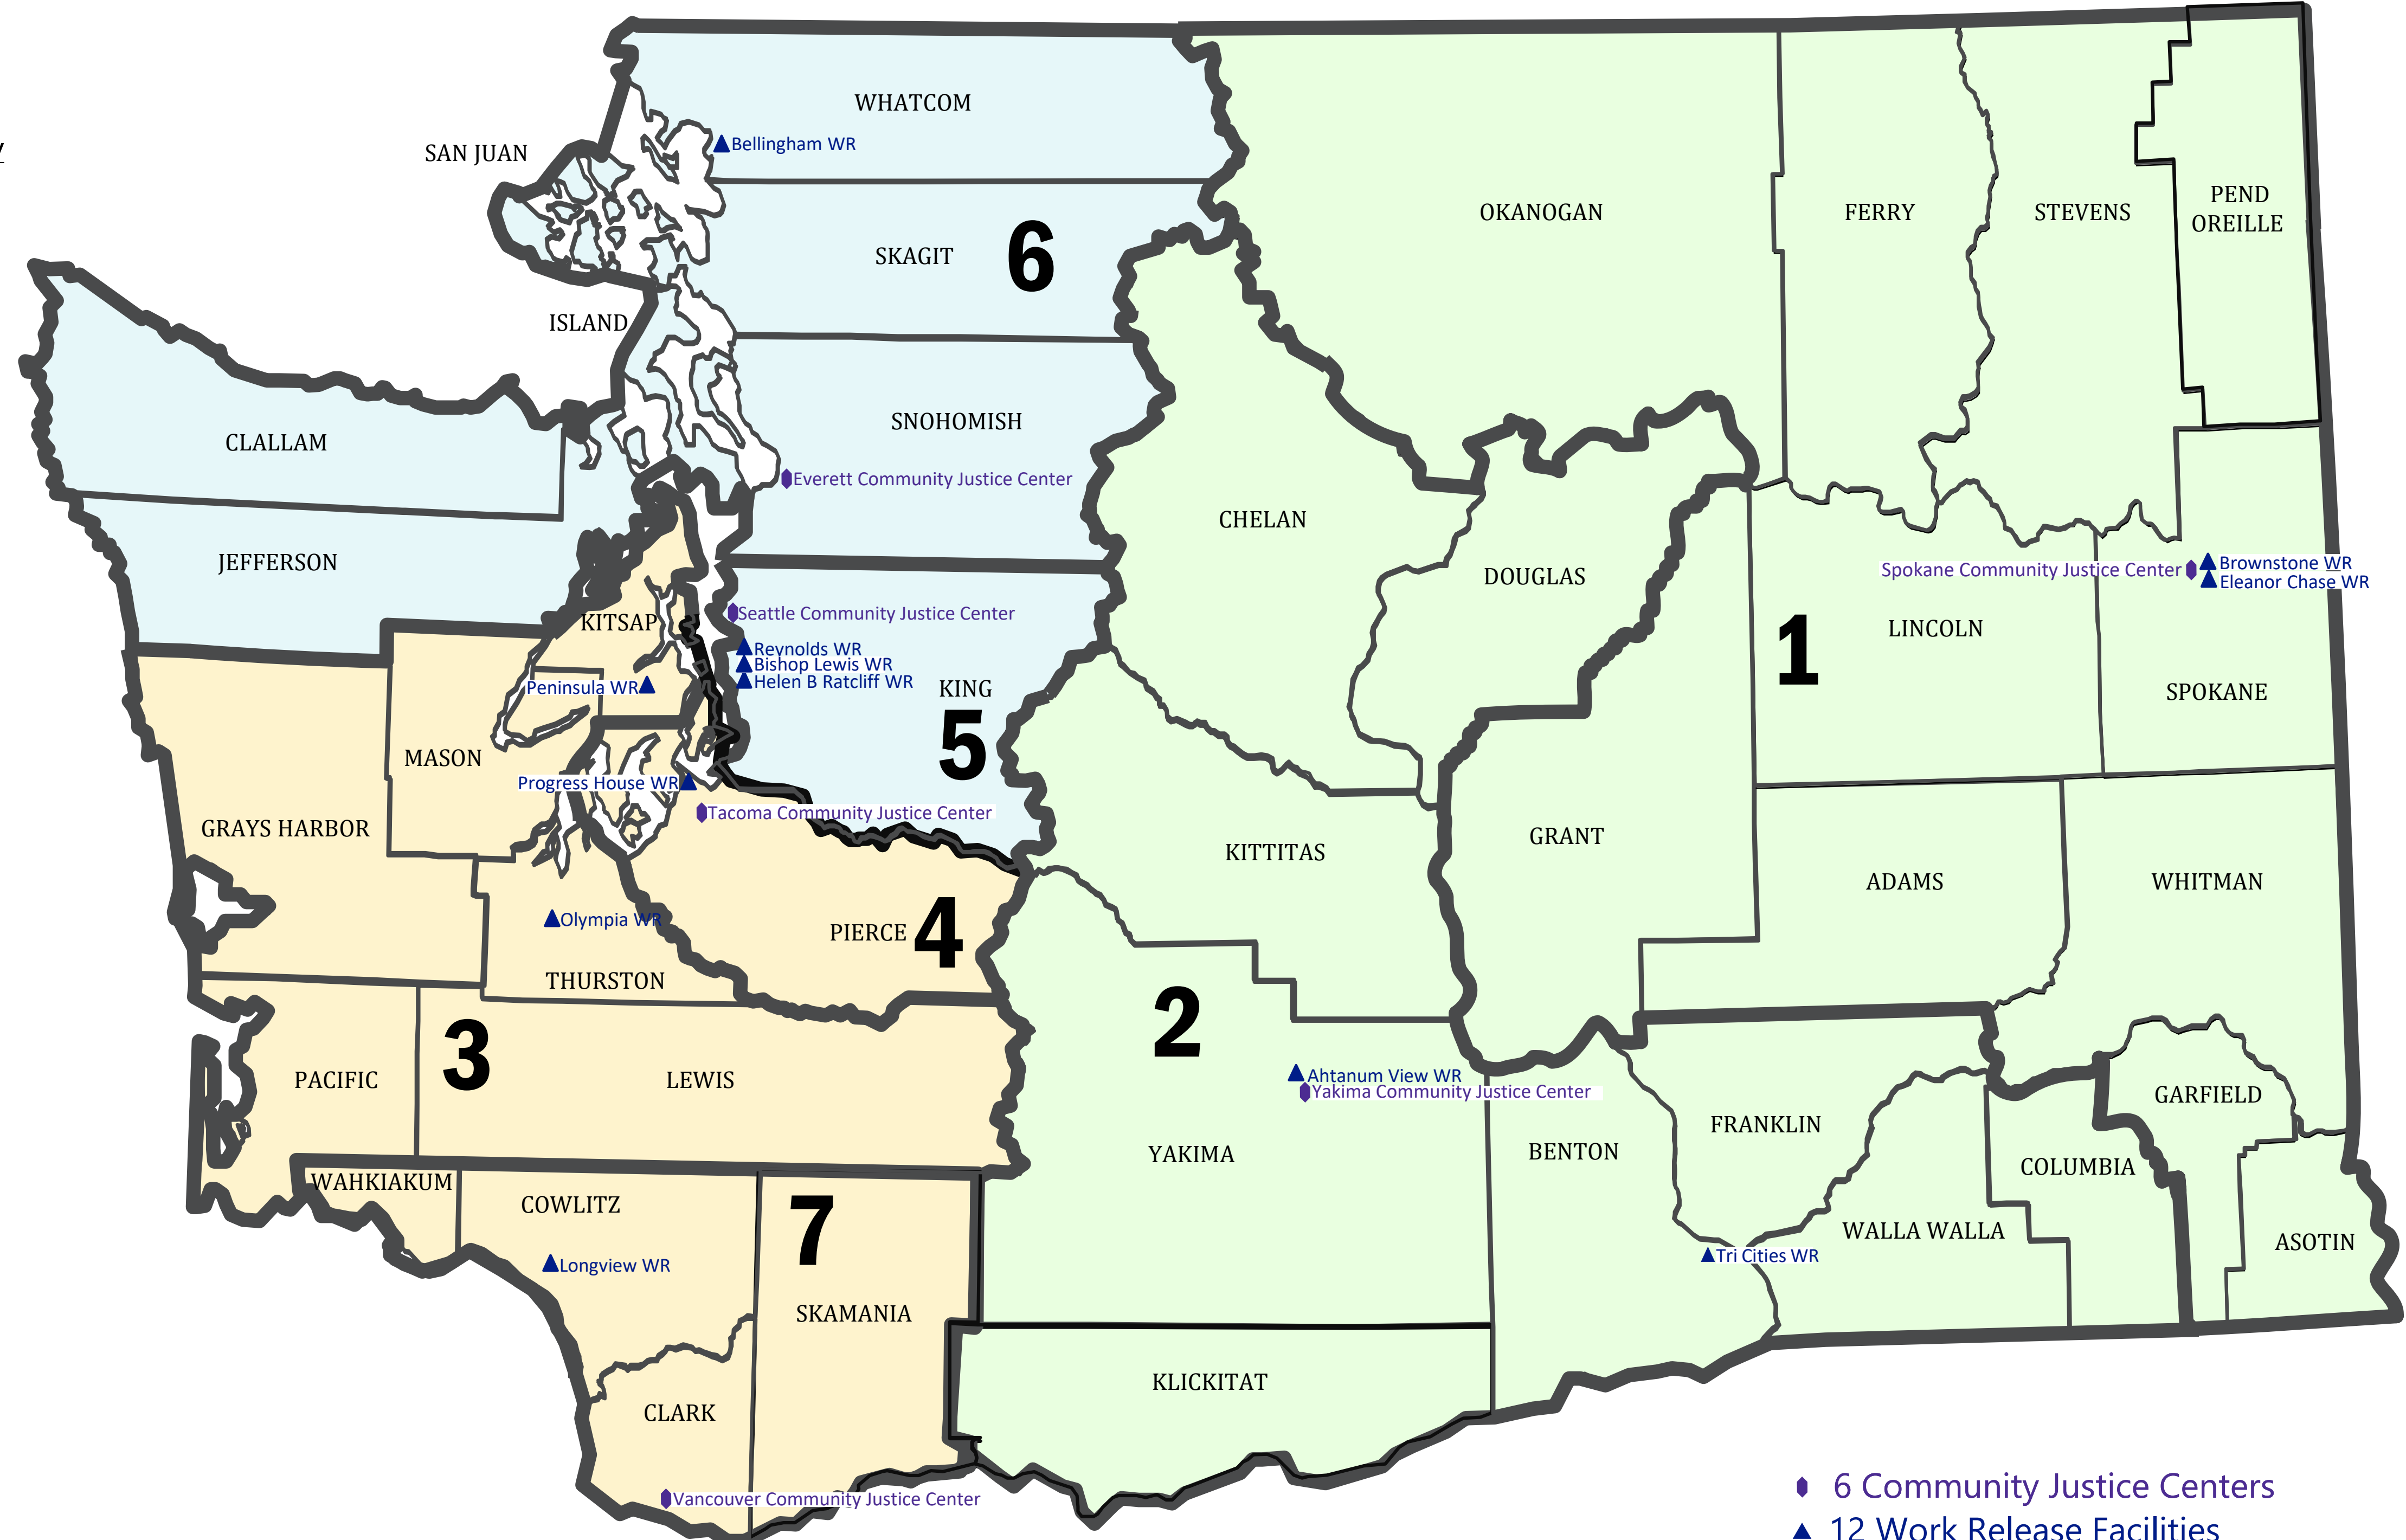 WHATCOM
Bellingham WR
SAN JUAN
OKANOGAN
FERRY
STEVENS
PEND
OREILLE
SKAGIT
6
ISLAND
SNOHOMISH
CLALLAM
Everett Community Justice Center
CHELAN
JEFFERSON
DOUGLAS
Spokane Community Justice Center
Brownstone WR
Eleanor Chase WR
KITSAP
Seattle Community Justice Center
Reynolds WR
Bishop Lewis WR
Helen B Ratcliff WR
LINCOLN
1
Peninsula WR
KING
5
SPOKANE
MASON
Progress House WR
Tacoma Community Justice Center
GRAYS HARBOR
KITTITAS
GRANT
ADAMS
WHITMAN
Olympia WR
PIERCE
4
THURSTON
2
3
PACIFIC
LEWIS
Ahtanum View WR
Yakima Community Justice Center
GARFIELD
FRANKLIN
YAKIMA
BENTON
COLUMBIA
WAHKIAKUM
COWLITZ
7
WALLA WALLA
ASOTIN
Longview WR
Tri Cities WR
SKAMANIA
KLICKITAT
CLARK
Vancouver Community Justice Center
6 Community Justice Centers
12 Work Release Facilities